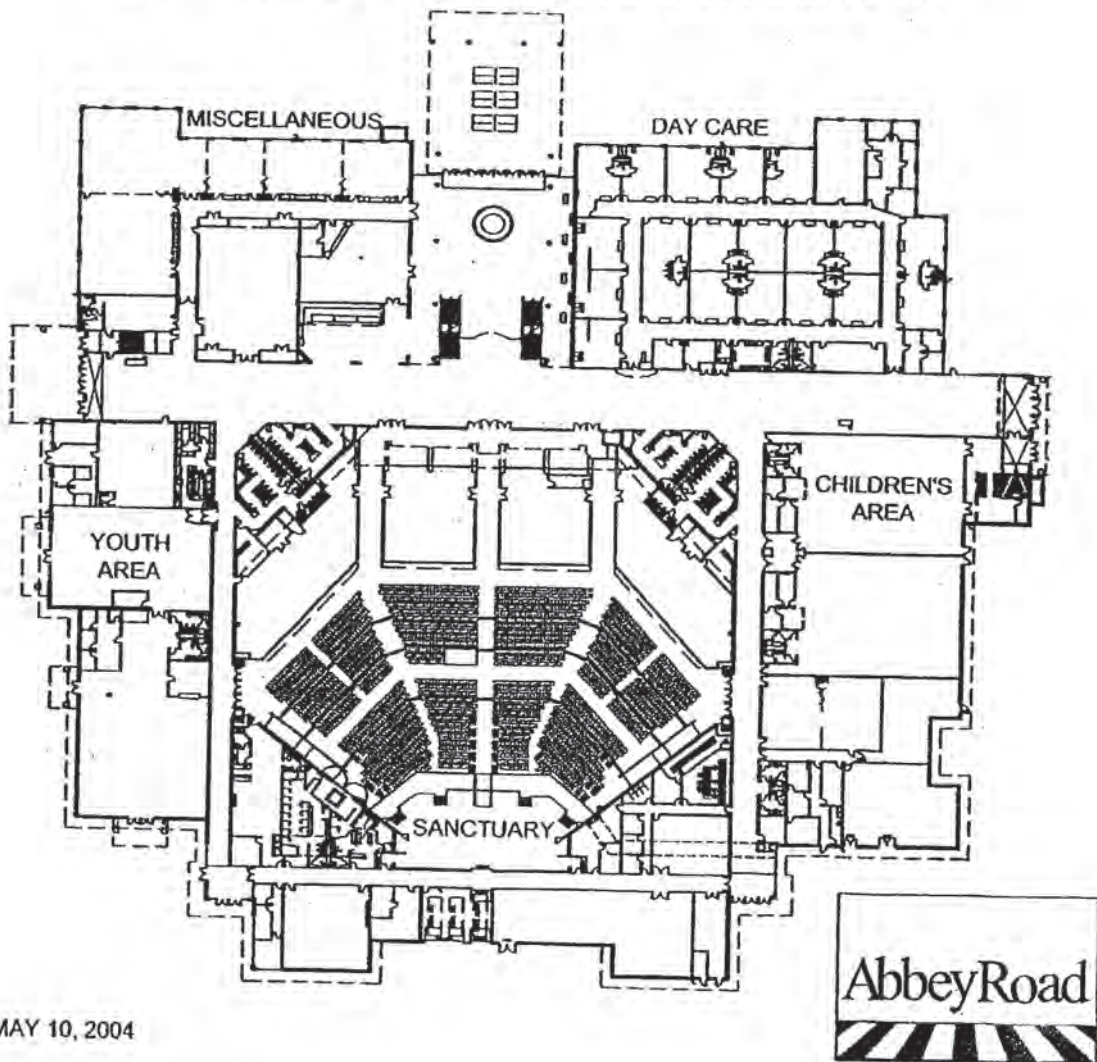 MISCELLANEOUS
DAY CARE
YOUTH
AREA
CHILDREN'S
AREA
SANCTUARY
MAY 10, 2004
AbbeyRoad